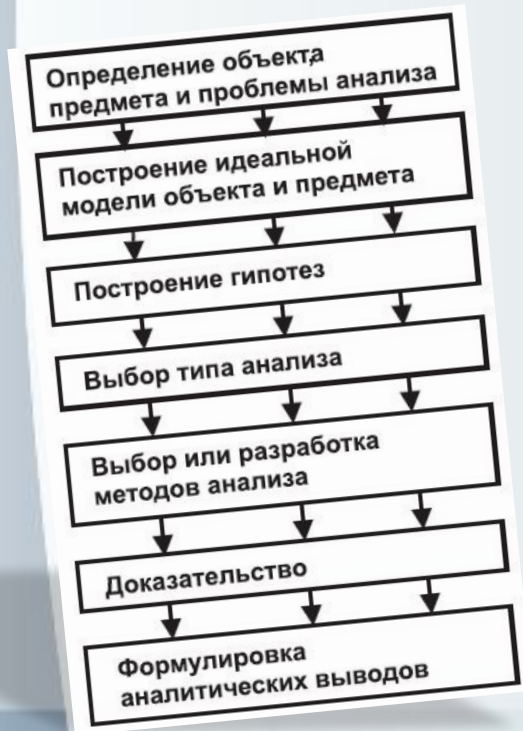 Определение объекта,
предмета и проблемы анализа
Построение идеальной
модели объекта и предмета
Построение гипотез
Выбор типа анализа
Выбор или разработка
методов анализа
Доказательство
Формулировка
аналитических выводов